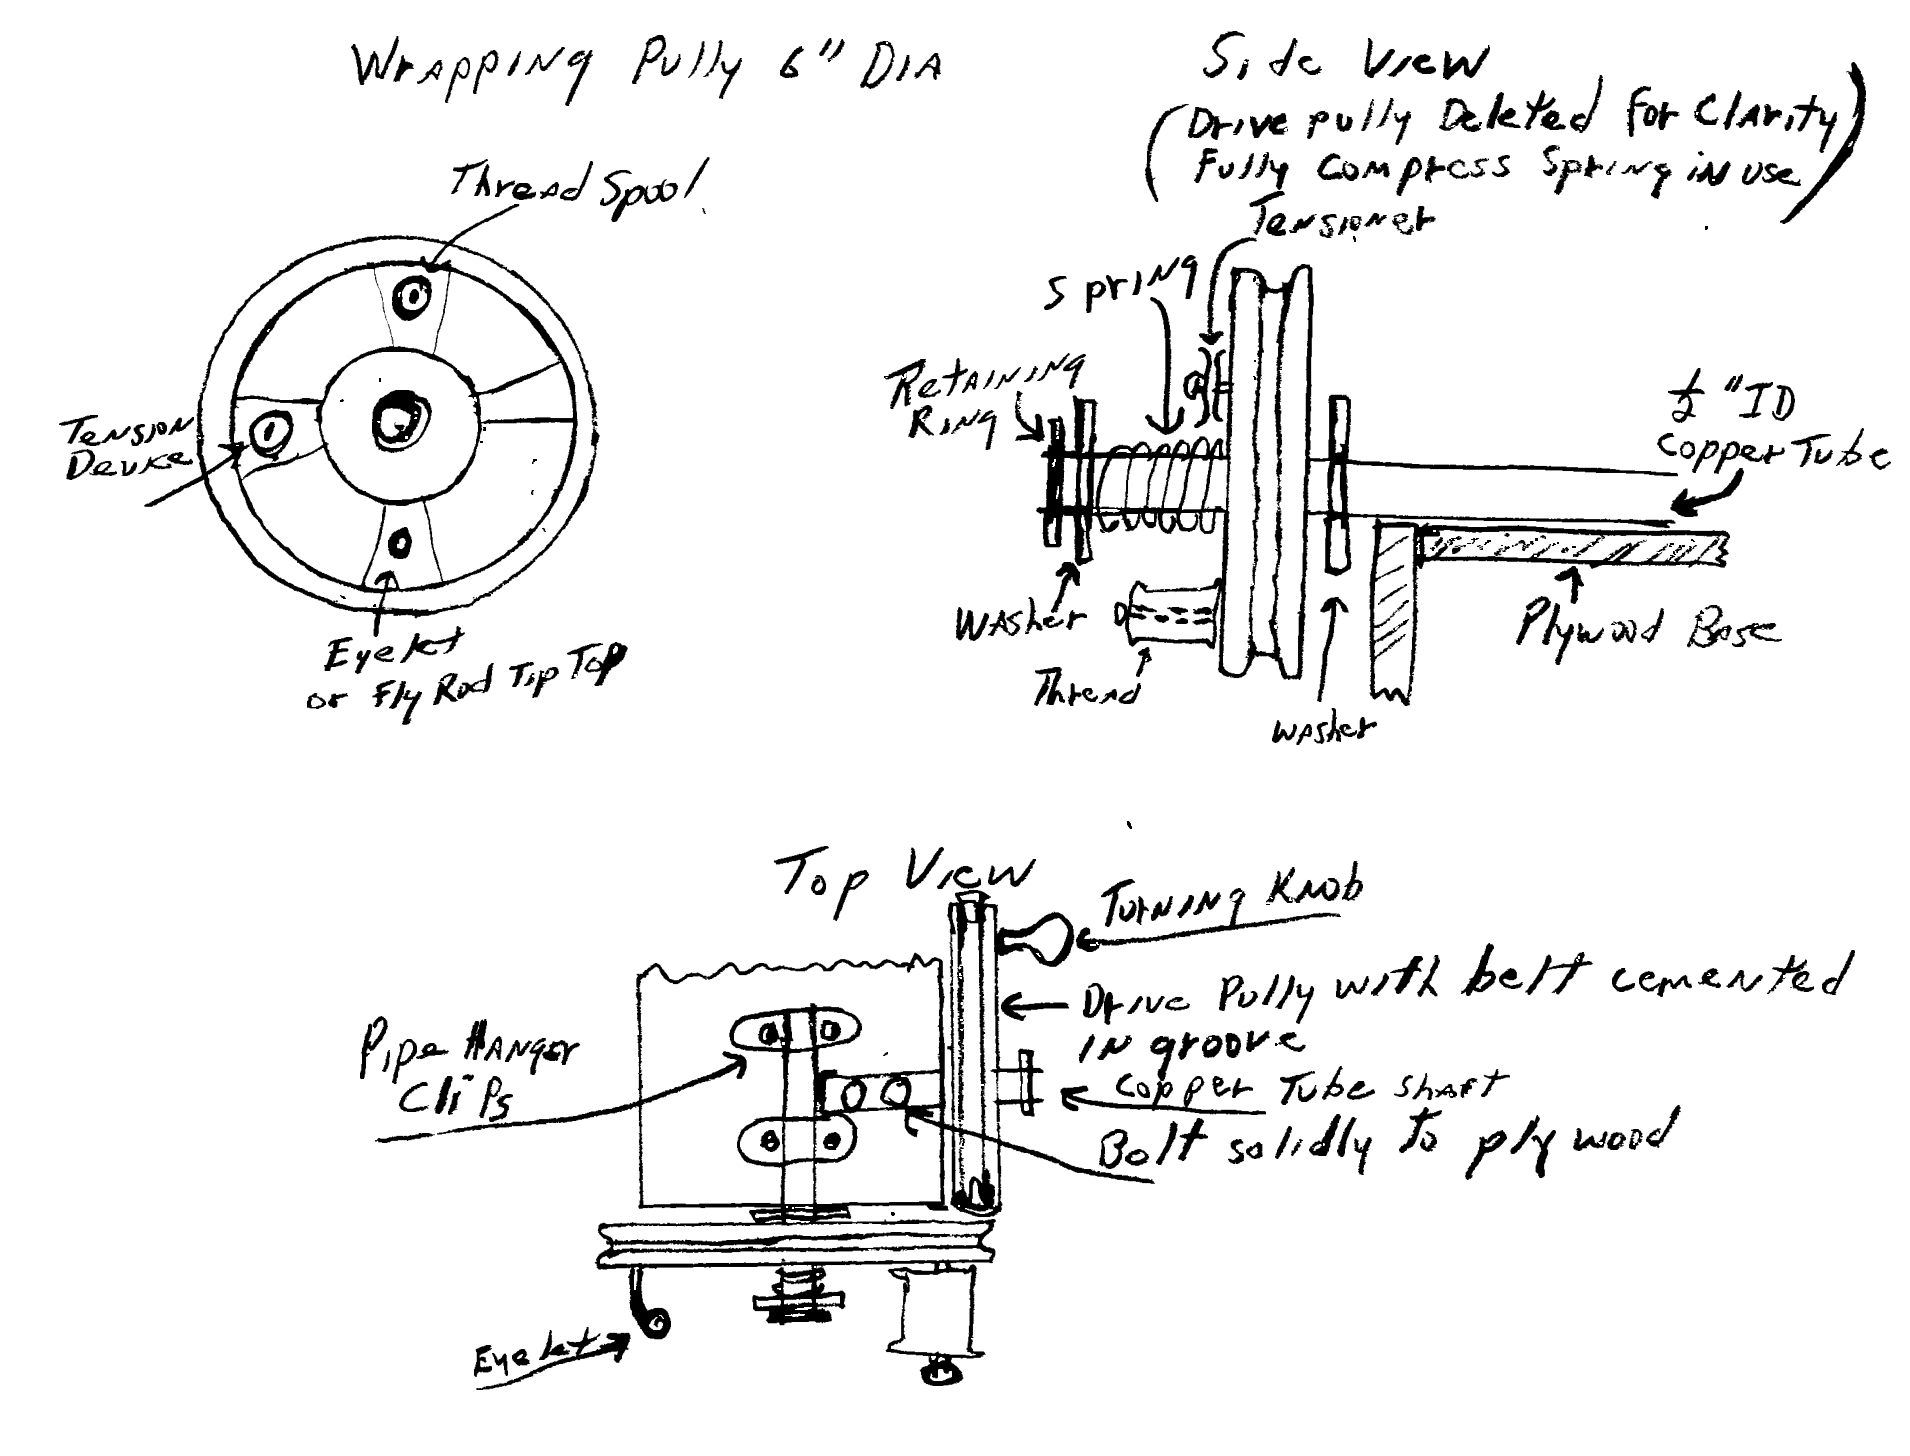 Wrapping Pully 6" DIA
Thread Spool
Tension
Device
Eyelet
or Fly Rod Tip Top
Side View
(Drive pully Deleted For Clarity
Fully Compress Spring in use)
Tensioner
Spring
Retaining
Ring
1/2" ID
Copper Tube
Washer
Plywood Base
Thread
Washer
Top View
Turning Knob
Drive Pully with belt cemented
in groove
Pipe Hanger
Clips
Copper Tube shaft
Bolt solidly to plywood
Eyelet